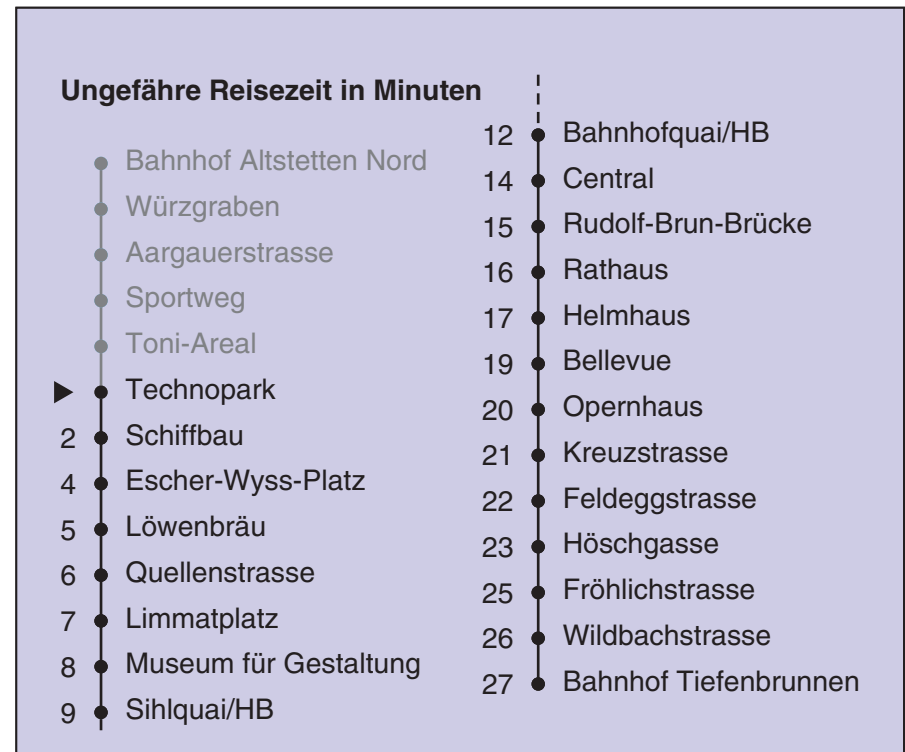 Ungefähre Reisezeit in Minuten
Bahnhof Altstetten Nord
Würzgraben
Aargauerstrasse
Sportweg
Toni-Areal
Technopark
2 Schiffbau
4 Escher-Wyss-Platz
5 Löwenbräu
6 Quellenstrasse
7 Limmatplatz
8 Museum für Gestaltung
9 Sihlquai/HB
12 Bahnhofquai/HB
14 Central
15 Rudolf-Brun-Brücke
16 Rathaus
17 Helmhaus
19 Bellevue
20 Opernhaus
21 Kreuzstrasse
22 Feldeggstrasse
23 Höschgasse
25 Fröhlichstrasse
26 Wildbachstrasse
27 Bahnhof Tiefenbrunnen